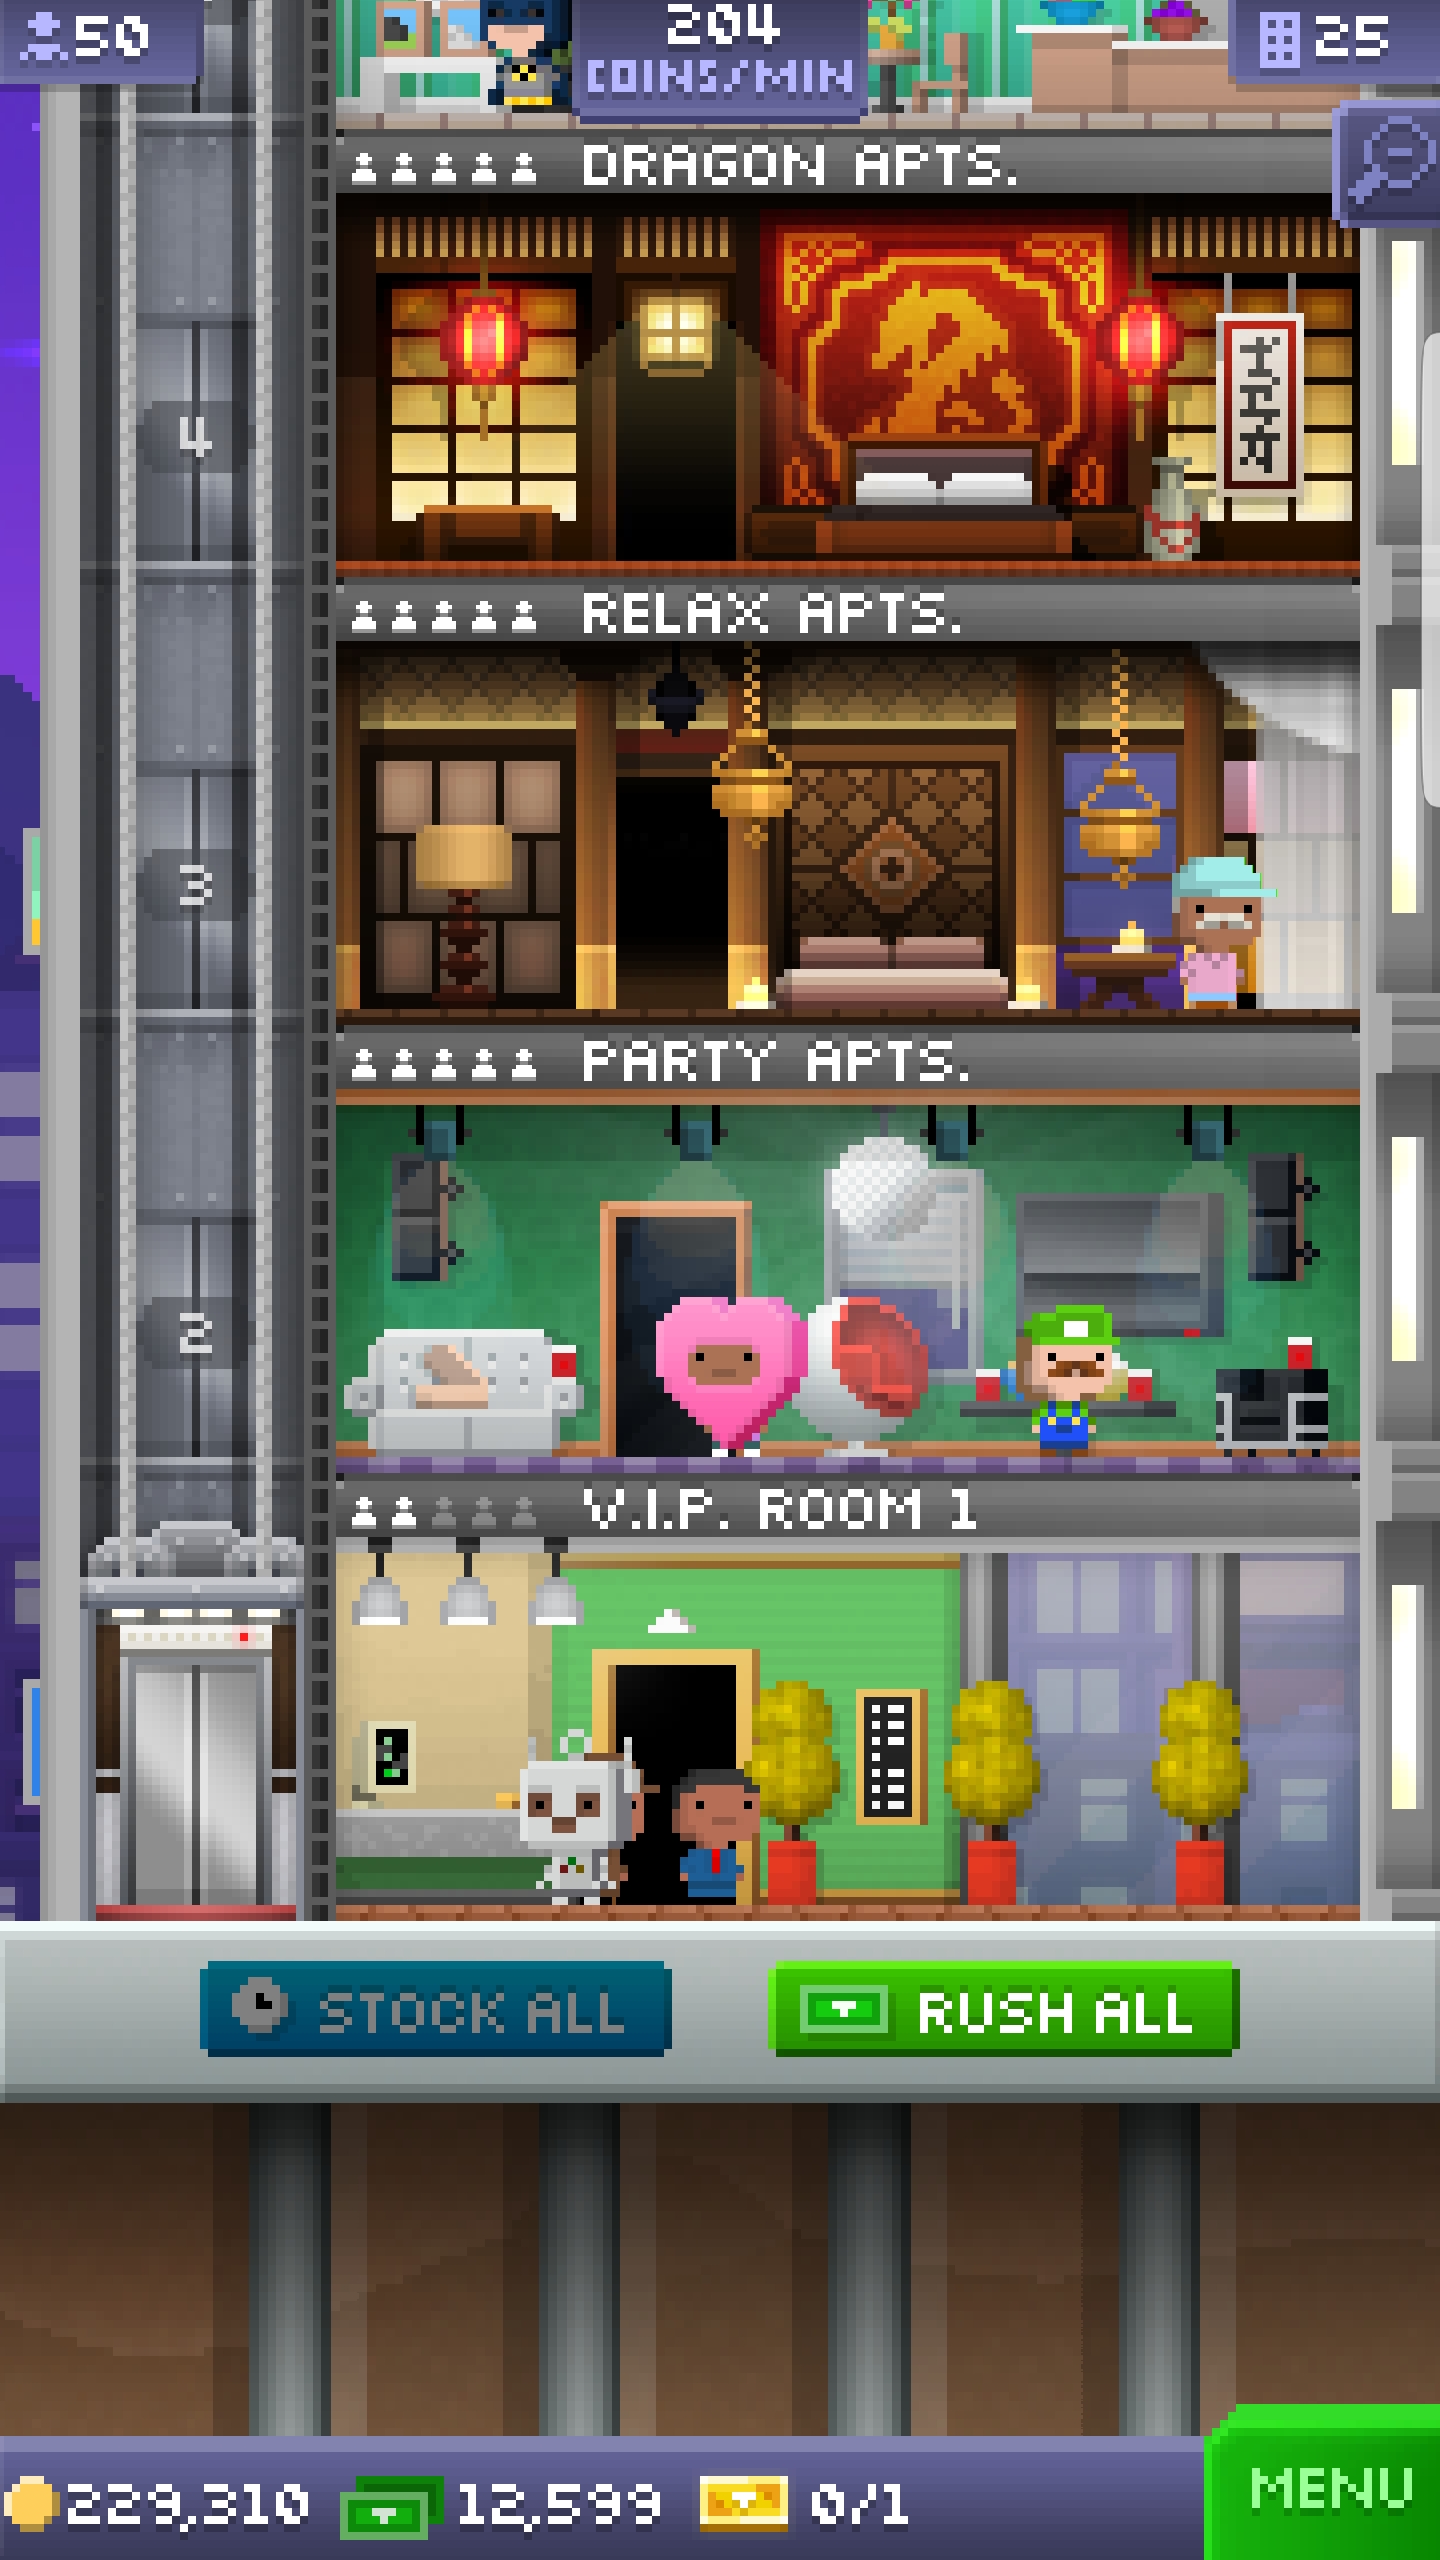 50
204
COINS/MIN
25
DRAGON APTS.
4
RELAX APTS.
3
PARTY APTS.
2
V.I.P. ROOM 1
STOCK ALL
RUSH ALL
229,310
12,599
0/1
MENU